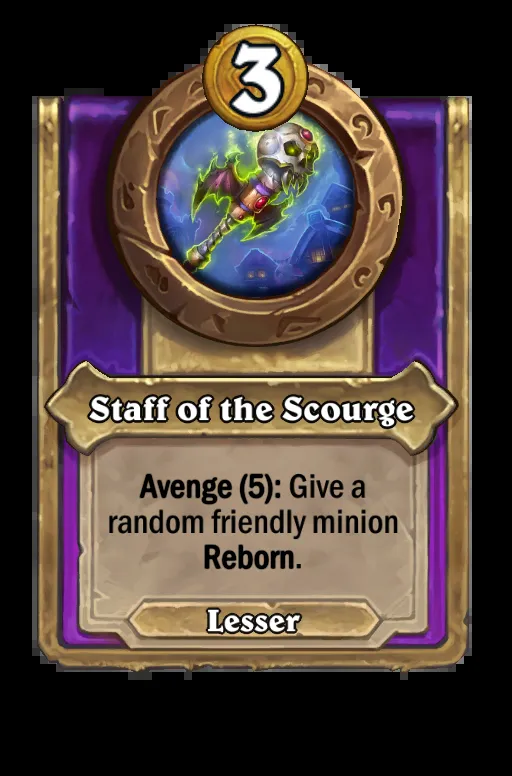 3
Staff of the Scourge
Avenge (5): Give a
random friendly minion
Reborn.
Lesser